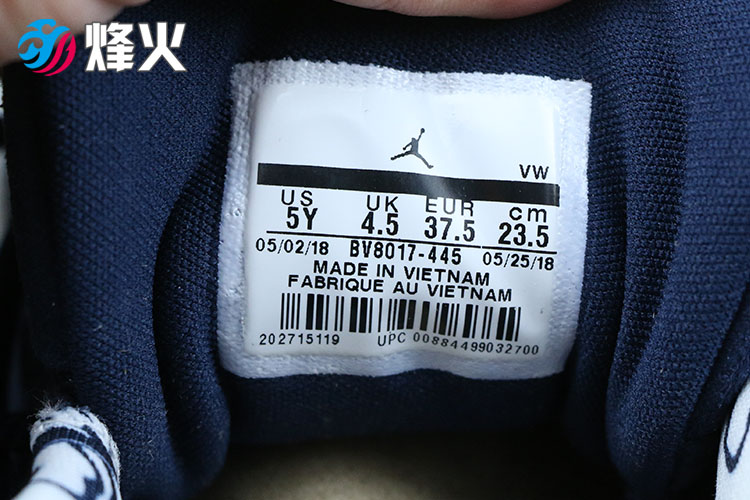 烽火
VW
US UK EUR cm
5Y 4.5 37.5 23.5
05/02/18 BV8017-445 05/25/18
MADE IN VIETNAM
FABRIQUE AU VIETNAM
202715119 UPC 00884499032700